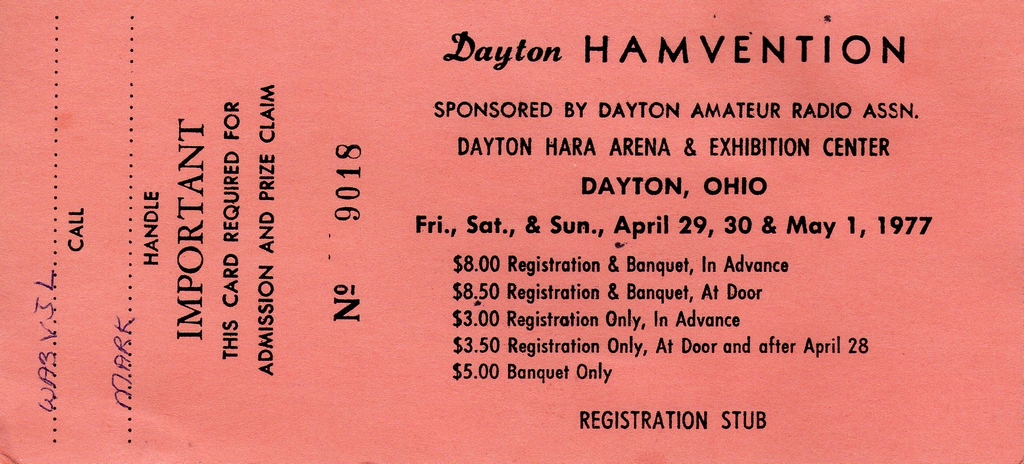 WA8.V.J.L
CALL
MARK
HANDLE
IMPORTANT
THIS CARD REQUIRED FOR
ADMISSION AND PRIZE CLAIM
Nº 9018
Dayton HAMVENTION
SPONSORED BY DAYTON AMATEUR RADIO ASSN.
DAYTON HARA ARENA & EXHIBITION CENTER
DAYTON, OHIO
Fri., Sat., & Sun., April 29, 30 & May 1, 1977
$8.00 Registration & Banquet, In Advance
$8.50 Registration & Banquet, At Door
$3.00 Registration Only, In Advance
$3.50 Registration Only, At Door and after April 28
$5.00 Banquet Only
REGISTRATION STUB